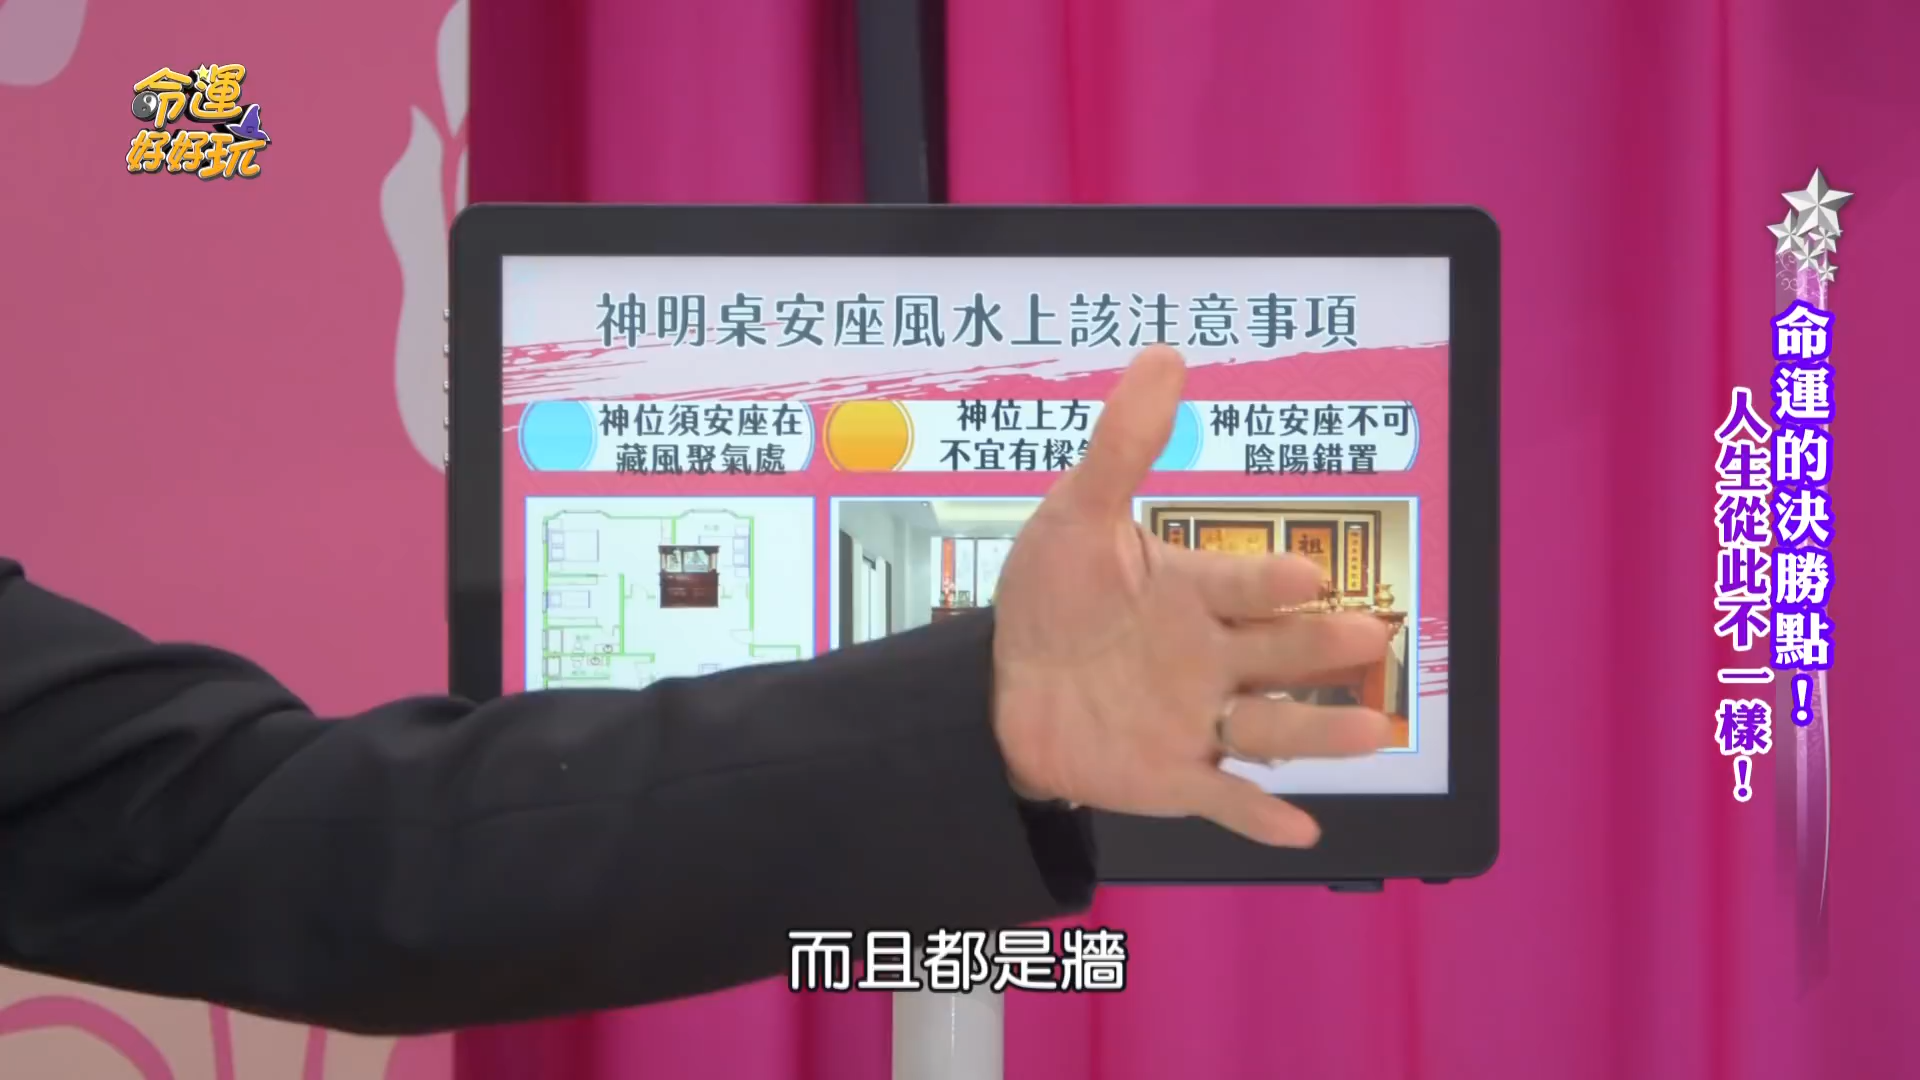 命運
好好玩
神明桌安座風水上該注意事項
神位須安座在
藏風聚氣處
神位上方
不宜有樑
神位安座不可
陰陽錯置
祖
命運的決勝點！
人生從此不一樣！
而且都是牆